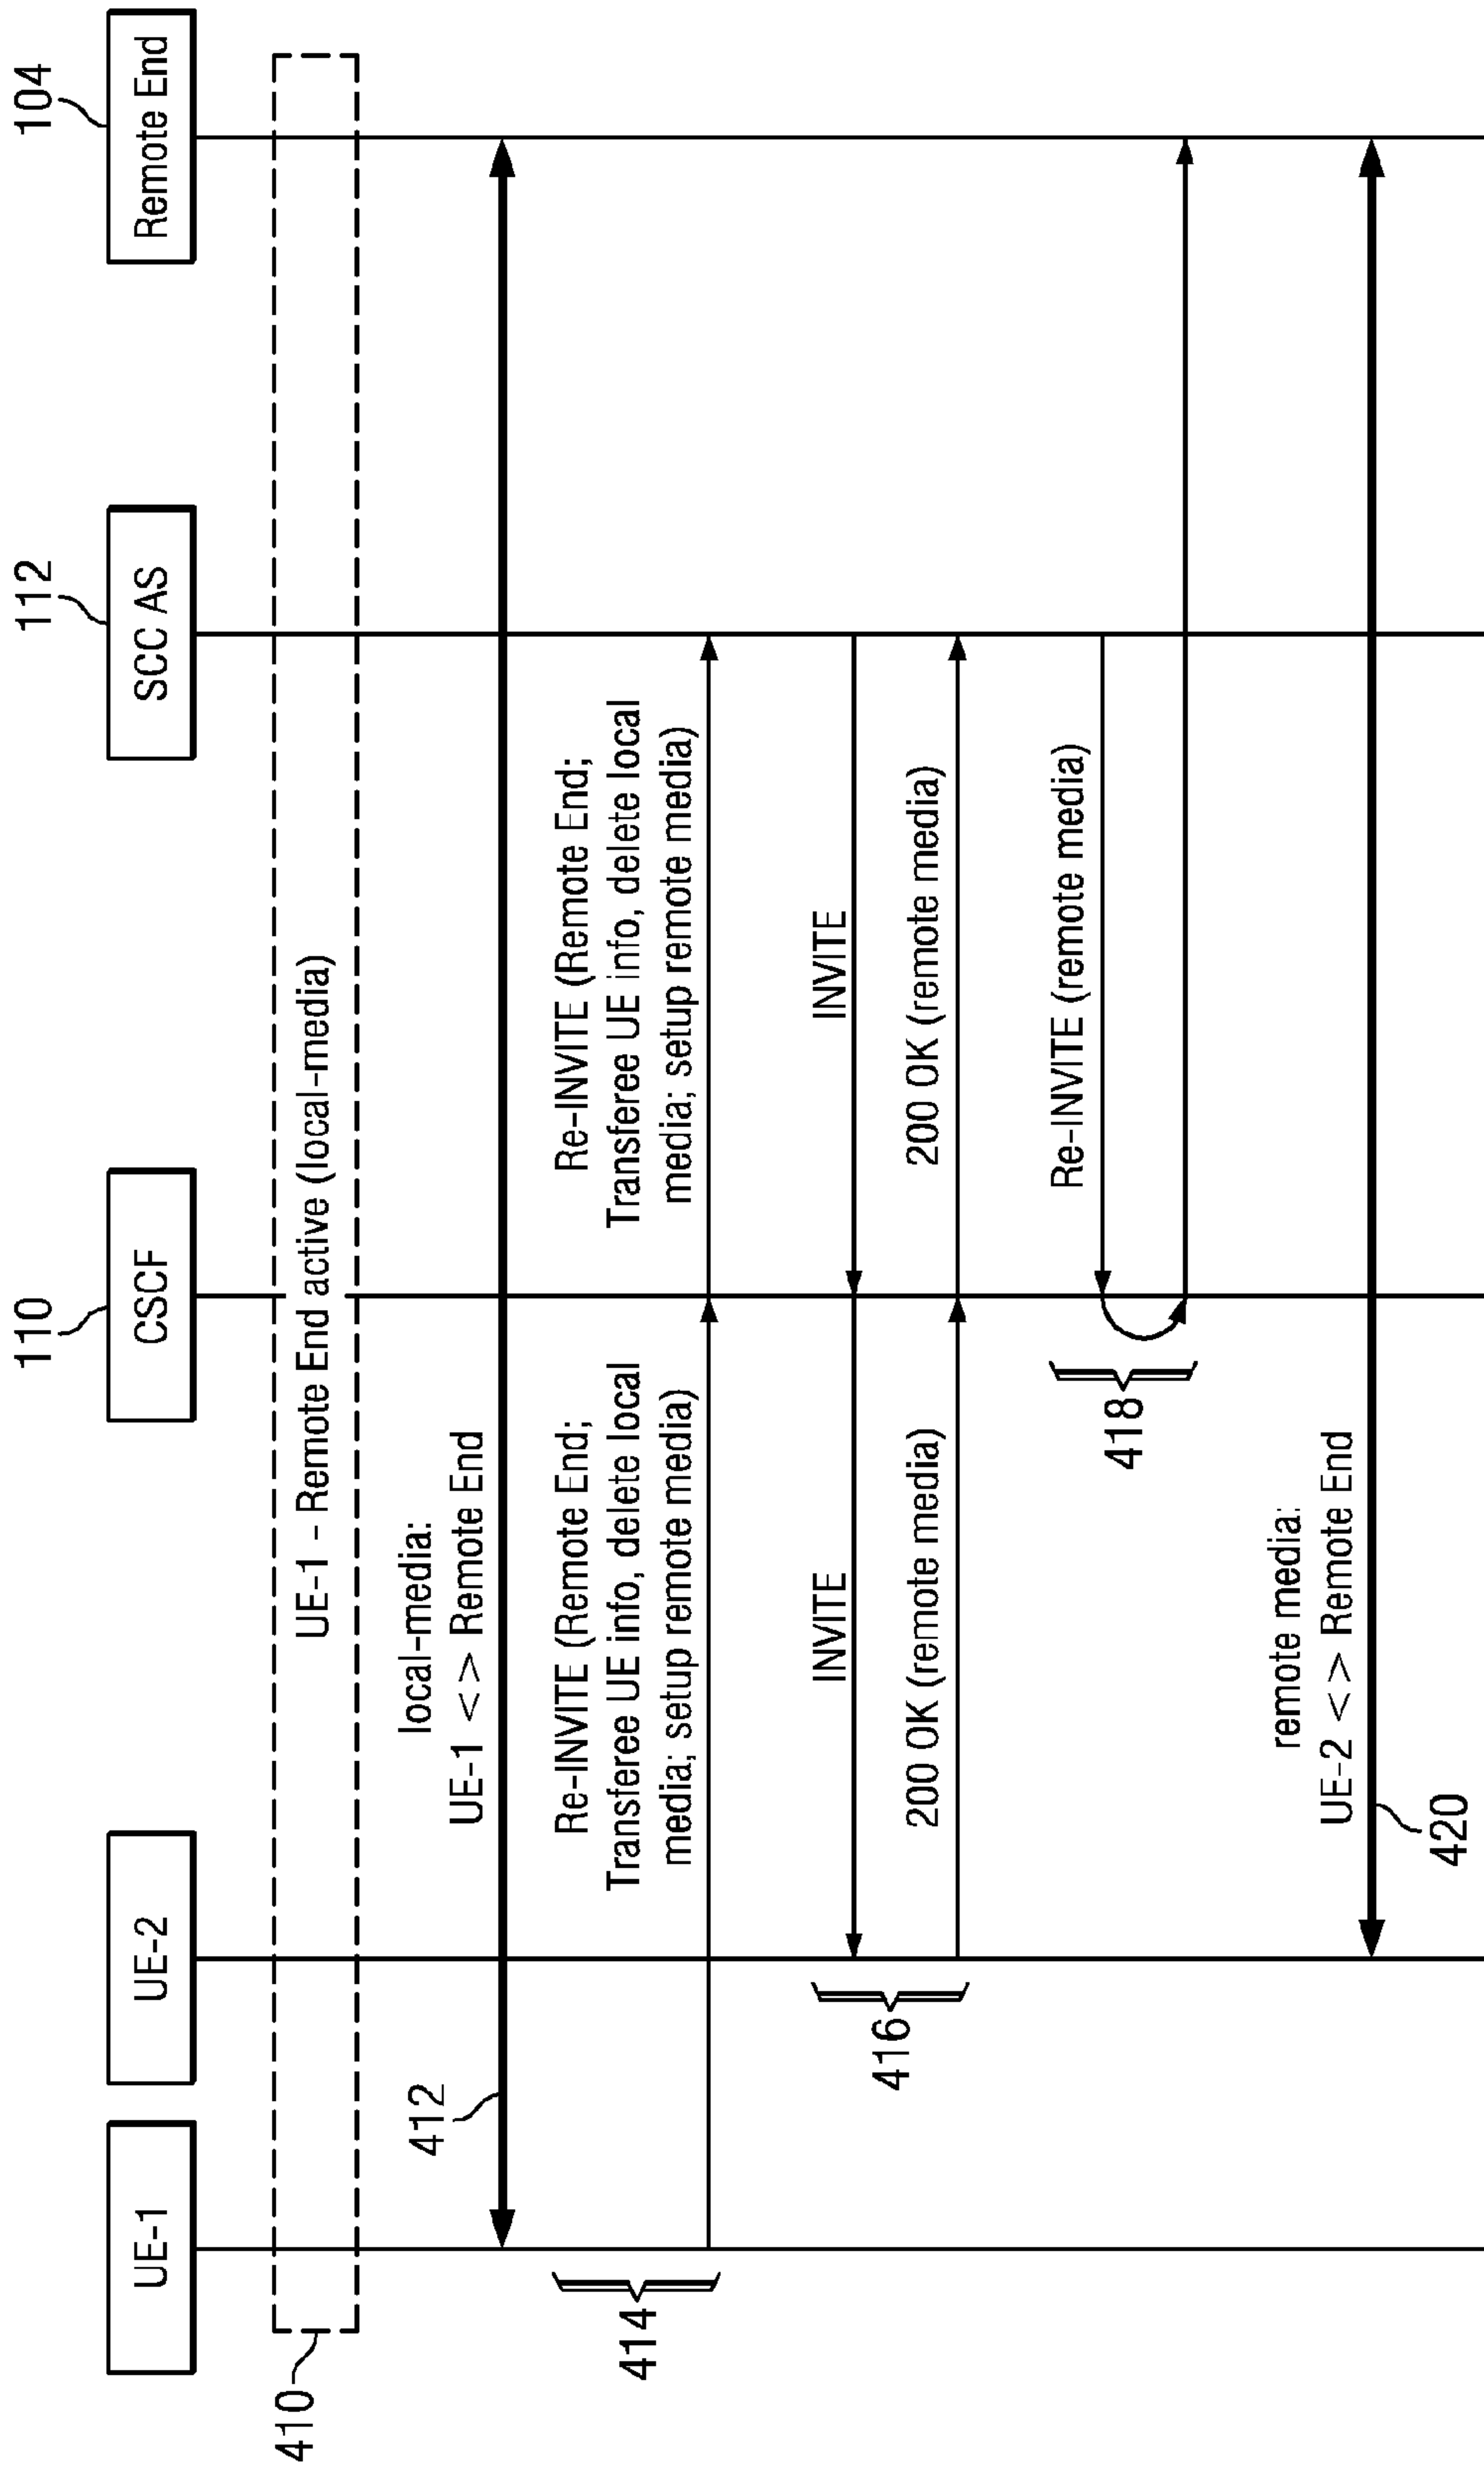 110
112
104
UE-1
UE-2
CSCF
SCC AS
Remote End
410
UE-1 - Remote End active (local-media)
412
local-media:
UE-1 <> Remote End
414
Re-INVITE (Remote End;
Transferee UE info, delete local
media; setup remote media)
Re-INVITE (Remote End;
Transferee UE info, delete local
media; setup remote media)
416
INVITE
INVITE
200 OK (remote media)
200 OK (remote media)
418
Re-INVITE (remote media)
remote media:
UE-2 <> Remote End
420